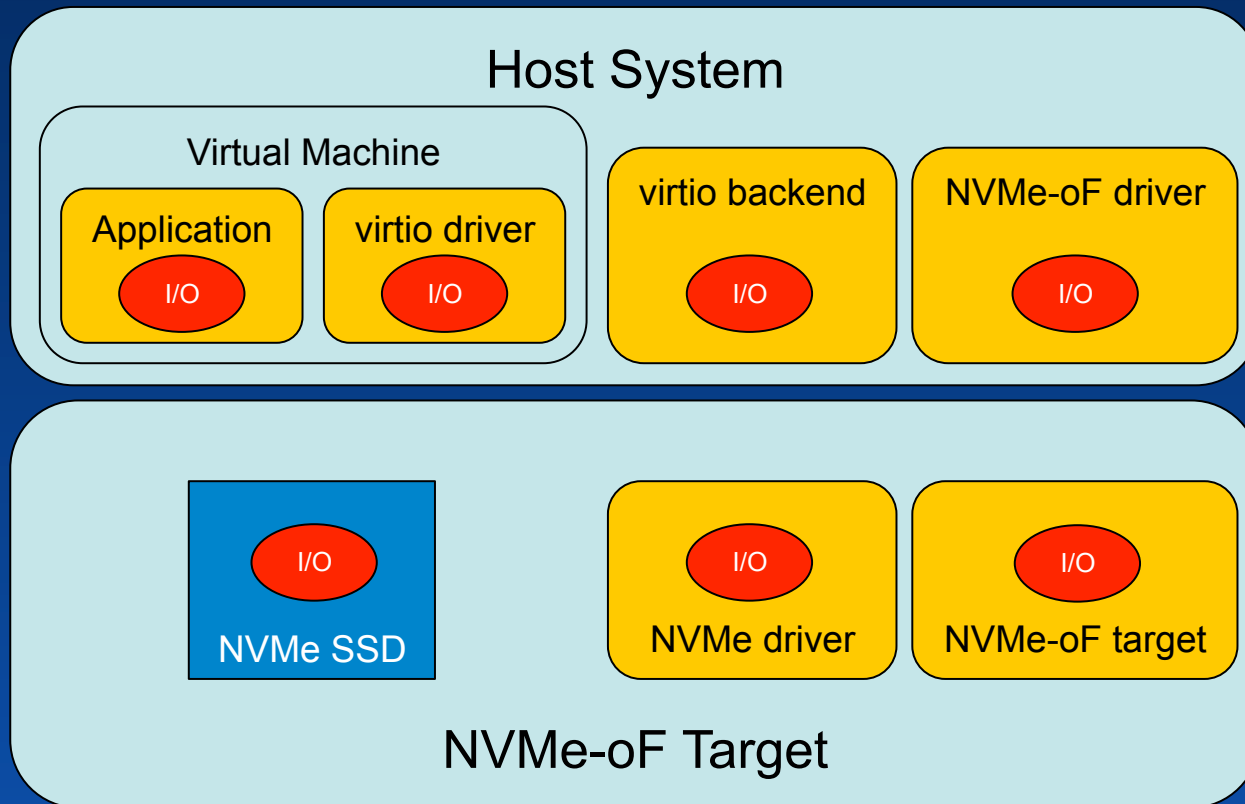 Host System
Virtual Machine
Application
I/O
virtio driver
I/O
virtio backend
I/O
NVMe-oF driver
I/O
I/O
NVMe SSD
I/O
NVMe driver
I/O
NVMe-oF target
NVMe-oF Target